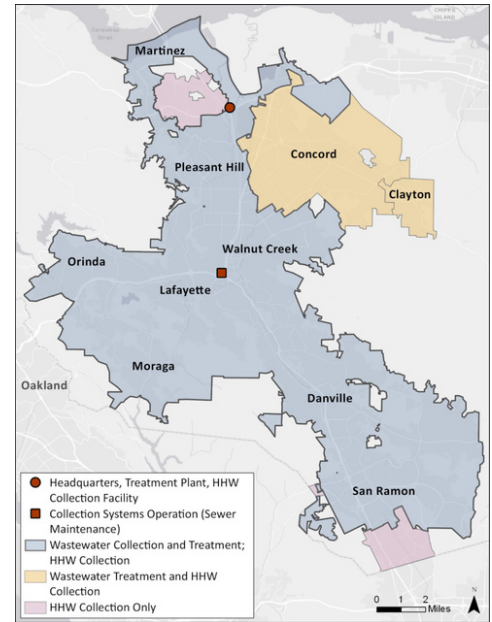 Martinez
Pleasant Hill
Concord
Clayton
Walnut Creek
Orinda
Lafayette
Moraga
Oakland
Danville
San Ramon
Headquarters, Treatment Plant, HHW
Collection Facility
Collection Systems Operation (Sewer
Maintenance)
Wastewater Collection and Treatment;
HHW Collection
Wastewater Treatment and HHW
Collection
HHW Collection Only
0 1 2
Miles
N